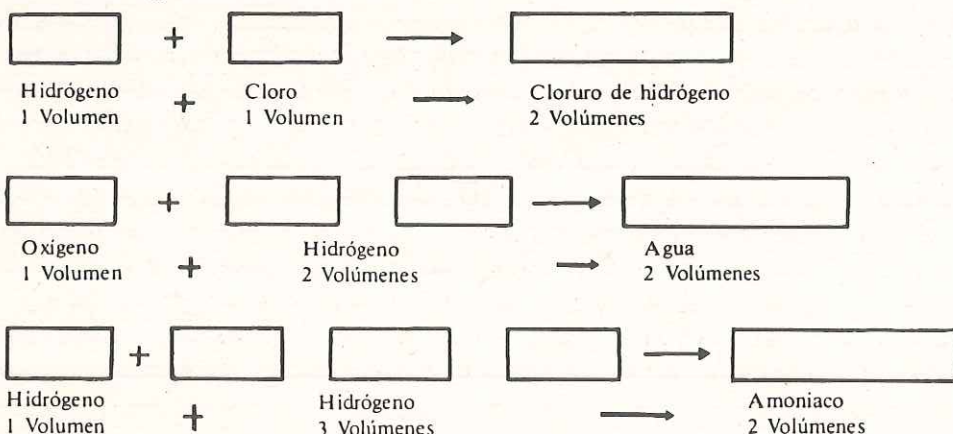 + →
Hidrógeno + Cloro → Cloruro de hidrógeno
1 Volumen 1 Volumen 2 Volúmenes
+ →
Oxígeno Hidrógeno Agua
1 Volumen + 2 Volúmenes → 2 Volúmenes
+ →
Hidrógeno Hidrógeno Amoniaco
1 Volumen + 3 Volúmenes → 2 Volúmenes